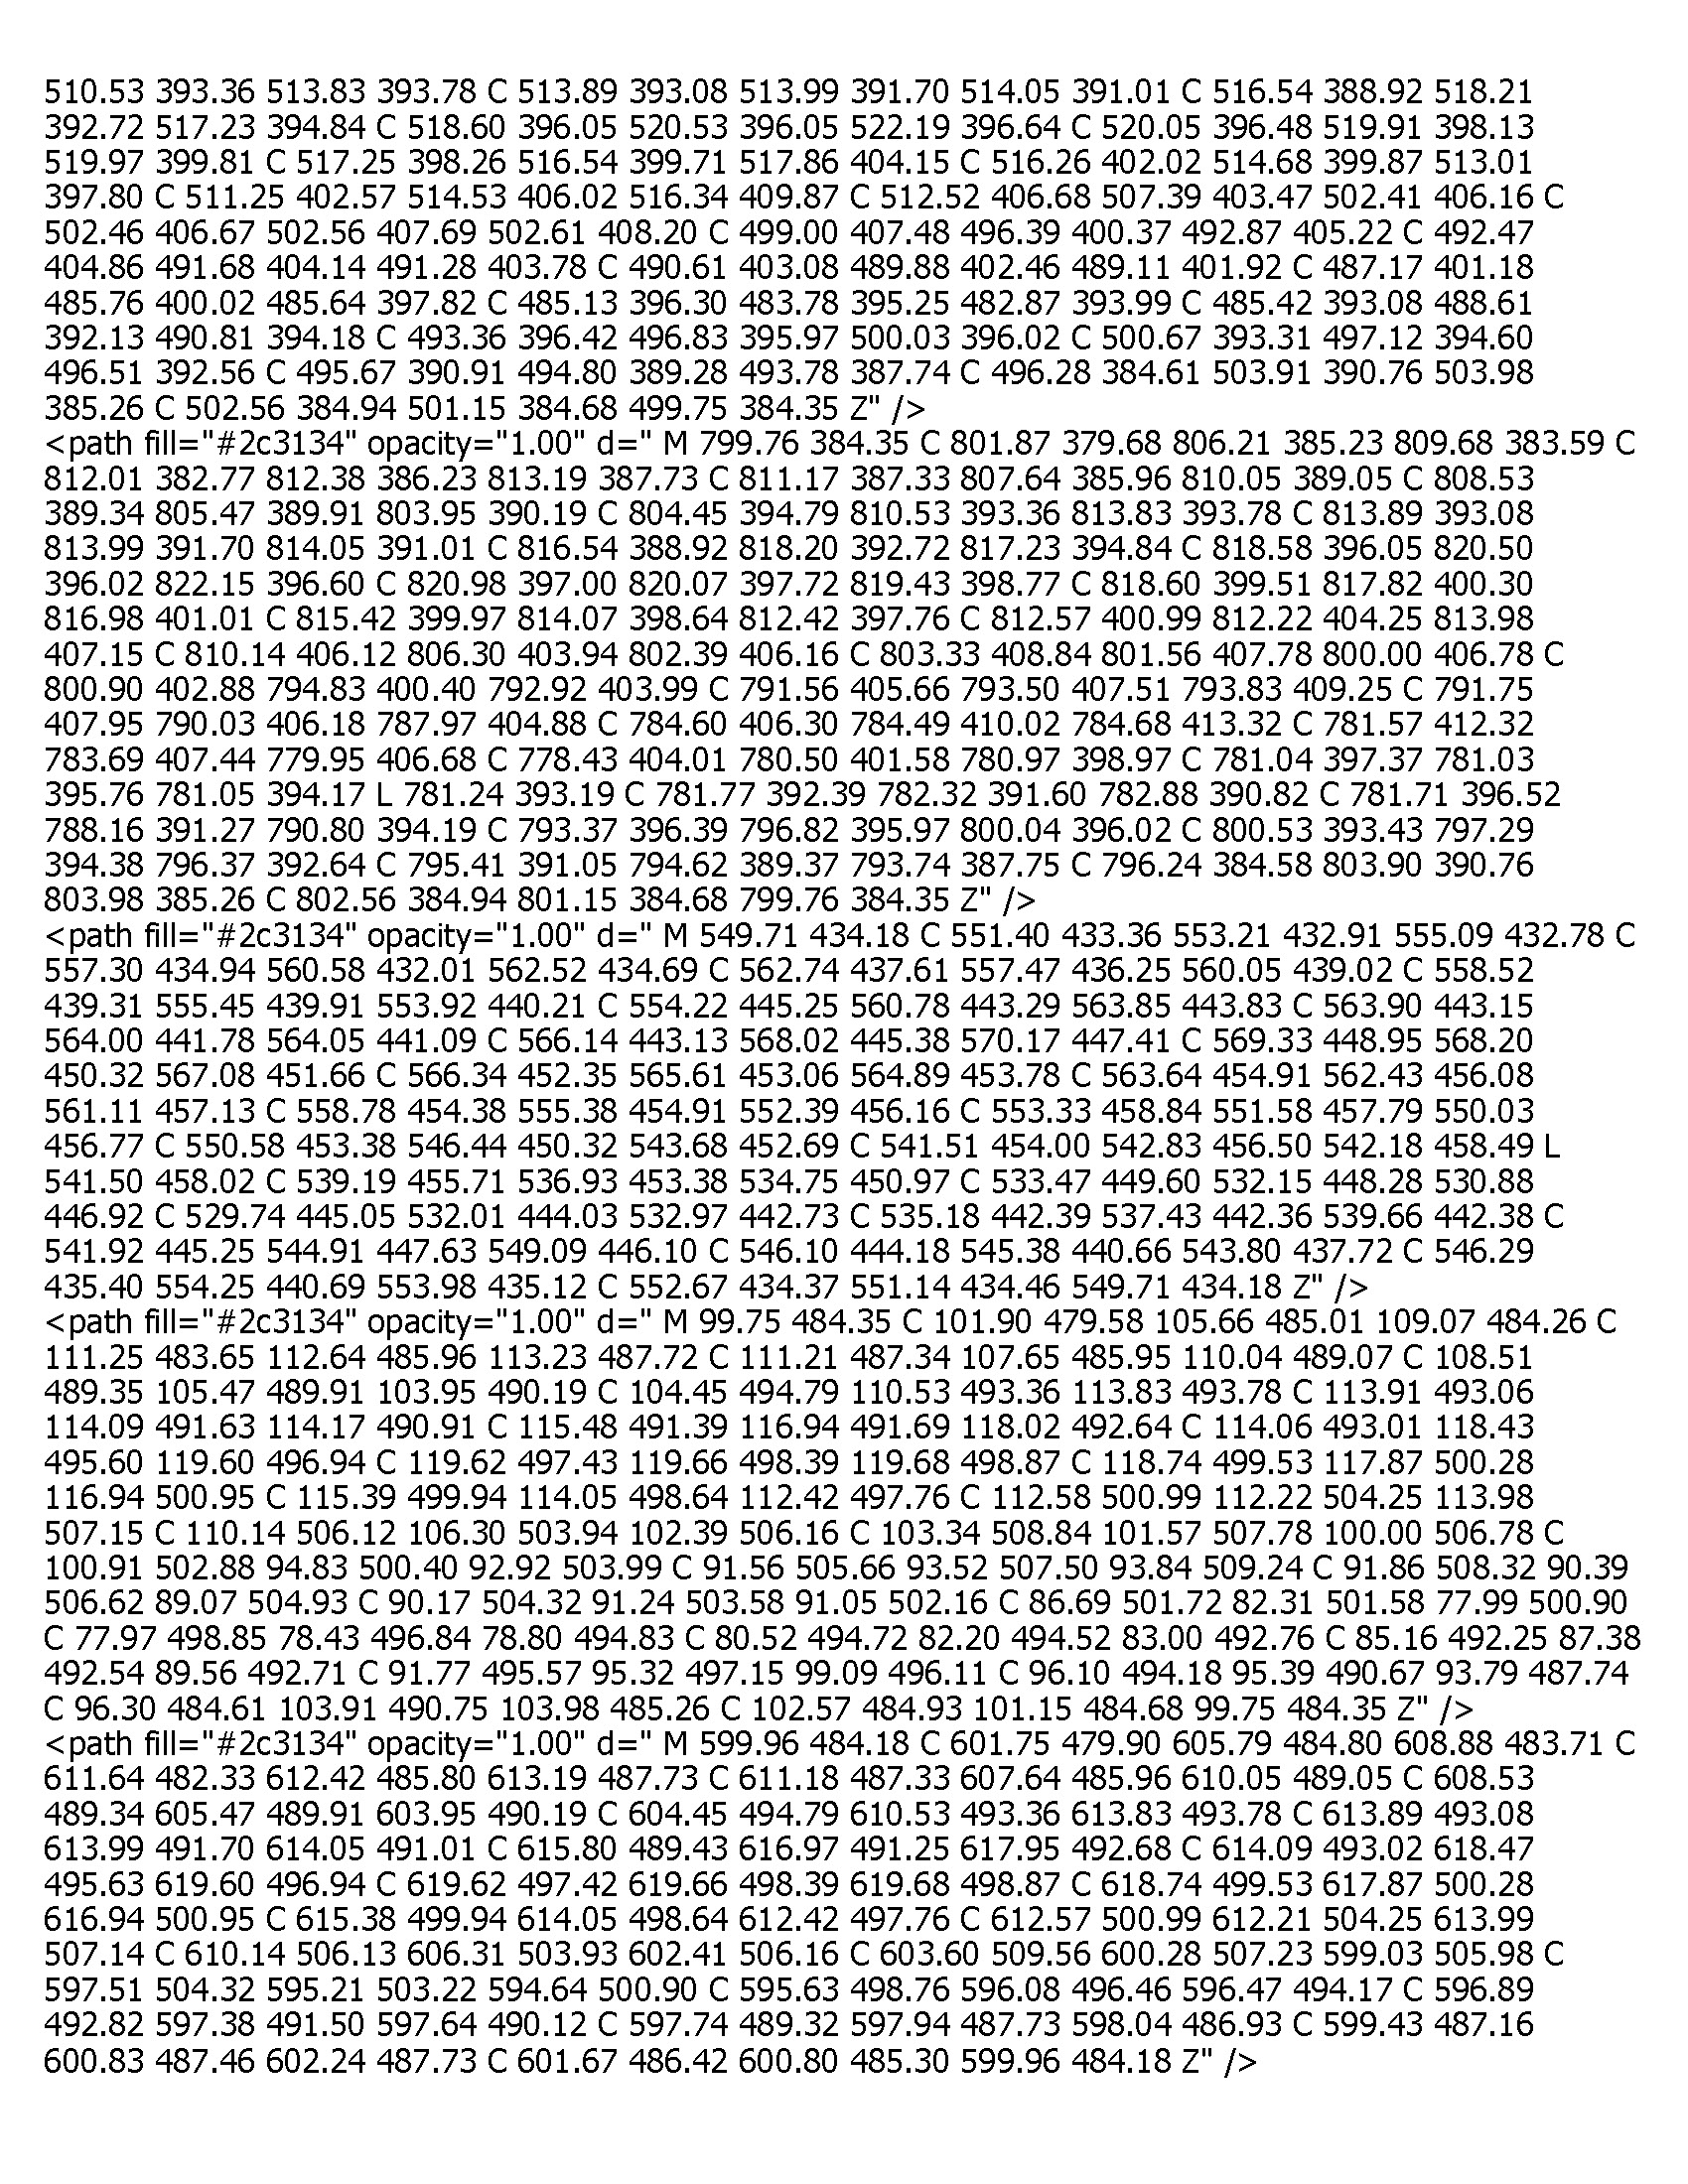 510.53 393.36 513.83 393.78 C 513.89 393.08 513.99 391.70 514.05 391.01 C 516.54 388.92 518.21
392.72 517.23 394.84 C 518.60 396.05 520.53 396.05 522.19 396.64 C 520.05 396.48 519.91 398.13
519.97 399.81 C 517.25 398.26 516.54 399.71 517.86 404.15 C 516.26 402.02 514.68 399.87 513.01
397.80 C 511.25 402.57 514.53 406.02 516.34 409.87 C 512.52 406.68 507.39 403.47 502.41 406.16 C
502.46 406.67 502.56 407.69 502.61 408.20 C 499.00 407.48 496.39 400.37 492.87 405.22 C 492.47
404.86 491.68 404.14 491.28 403.78 C 490.61 403.08 489.88 402.46 489.11 401.92 C 487.17 401.18
485.76 400.02 485.64 397.82 C 485.13 396.30 483.78 395.25 482.87 393.99 C 485.42 393.08 488.61
392.13 490.81 394.18 C 493.36 396.42 496.83 395.97 500.03 396.02 C 500.67 393.31 497.12 394.60
496.51 392.56 C 495.67 390.91 494.80 389.28 493.78 387.74 C 496.28 384.61 503.91 390.76 503.98
385.26 C 502.56 384.94 501.15 384.68 499.75 384.35 Z" />
<path fill="#2c3134" opacity="1.00" d=" M 799.76 384.35 C 801.87 379.68 806.21 385.23 809.68 383.59 C
812.01 382.77 812.38 386.23 813.19 387.73 C 811.17 387.33 807.64 385.96 810.05 389.05 C 808.53
389.34 805.47 389.91 803.95 390.19 C 804.45 394.79 810.53 393.36 813.83 393.78 C 813.89 393.08
813.99 391.70 814.05 391.01 C 816.54 388.92 818.20 392.72 817.23 394.84 C 818.58 396.05 820.50
396.02 822.15 396.60 C 820.98 397.00 820.07 397.72 819.43 398.77 C 818.60 399.51 817.82 400.30
816.98 401.01 C 815.42 399.97 814.07 398.64 812.42 397.76 C 812.57 400.99 812.22 404.25 813.98
407.15 C 810.14 406.12 806.30 403.94 802.39 406.16 C 803.33 408.84 801.56 407.78 800.00 406.78 C
800.90 402.88 794.83 400.40 792.92 403.99 C 791.56 405.66 793.50 407.51 793.83 409.25 C 791.75
407.95 790.03 406.18 787.97 404.88 C 784.60 406.30 784.49 410.02 784.68 413.32 C 781.57 412.32
783.69 407.44 779.95 406.68 C 778.43 404.01 780.50 401.58 780.97 398.97 C 781.04 397.37 781.03
395.76 781.05 394.17 L 781.24 393.19 C 781.77 392.39 782.32 391.60 782.88 390.82 C 781.71 396.52
788.16 391.27 790.80 394.19 C 793.37 396.39 796.82 395.97 800.04 396.02 C 800.53 393.43 797.29
394.38 796.37 392.64 C 795.41 391.05 794.62 389.37 793.74 387.75 C 796.24 384.58 803.90 390.76
803.98 385.26 C 802.56 384.94 801.15 384.68 799.76 384.35 Z" />
<path fill="#2c3134" opacity="1.00" d=" M 549.71 434.18 C 551.40 433.36 553.21 432.91 555.09 432.78 C
557.30 434.94 560.58 432.01 562.52 434.69 C 562.74 437.61 557.47 436.25 560.05 439.02 C 558.52
439.31 555.45 439.91 553.92 440.21 C 554.22 445.25 560.78 443.29 563.85 443.83 C 563.90 443.15
564.00 441.78 564.05 441.09 C 566.14 443.13 568.02 445.38 570.17 447.41 C 569.33 448.95 568.20
450.32 567.08 451.66 C 566.34 452.35 565.61 453.06 564.89 453.78 C 563.64 454.91 562.43 456.08
561.11 457.13 C 558.78 454.38 555.38 454.91 552.39 456.16 C 553.33 458.84 551.58 457.79 550.03
456.77 C 550.58 453.38 546.44 450.32 543.68 452.69 C 541.51 454.00 542.83 456.50 542.18 458.49 L
541.50 458.02 C 539.19 455.71 536.93 453.38 534.75 450.97 C 533.47 449.60 532.15 448.28 530.88
446.92 C 529.74 445.05 532.01 444.03 532.97 442.73 C 535.18 442.39 537.43 442.36 539.66 442.38 C
541.92 445.25 544.91 447.63 549.09 446.10 C 546.10 444.18 545.38 440.66 543.80 437.72 C 546.29
435.40 554.25 440.69 553.98 435.12 C 552.67 434.37 551.14 434.46 549.71 434.18 Z" />
<path fill="#2c3134" opacity="1.00" d=" M 99.75 484.35 C 101.90 479.58 105.66 485.01 109.07 484.26 C
111.25 483.65 112.64 485.96 113.23 487.72 C 111.21 487.34 107.65 485.95 110.04 489.07 C 108.51
489.35 105.47 489.91 103.95 490.19 C 104.45 494.79 110.53 493.36 113.83 493.78 C 113.91 493.06
114.09 491.63 114.17 490.91 C 115.48 491.39 116.94 491.69 118.02 492.64 C 114.06 493.01 118.43
495.60 119.60 496.94 C 119.62 497.43 119.66 498.39 119.68 498.87 C 118.74 499.53 117.87 500.28
116.94 500.95 C 115.39 499.94 114.05 498.64 112.42 497.76 C 112.58 500.99 112.22 504.25 113.98
507.15 C 110.14 506.12 106.30 503.94 102.39 506.16 C 103.34 508.84 101.57 507.78 100.00 506.78 C
100.91 502.88 94.83 500.40 92.92 503.99 C 91.56 505.66 93.52 507.50 93.84 509.24 C 91.86 508.32 90.39
506.62 89.07 504.93 C 90.17 504.32 91.24 503.58 91.05 502.16 C 86.69 501.72 82.31 501.58 77.99 500.90
C 77.97 498.85 78.43 496.84 78.80 494.83 C 80.52 494.72 82.20 494.52 83.00 492.76 C 85.16 492.25 87.38
492.54 89.56 492.71 C 91.77 495.57 95.32 497.15 99.09 496.11 C 96.10 494.18 95.39 490.67 93.79 487.74
C 96.30 484.61 103.91 490.75 103.98 485.26 C 102.57 484.93 101.15 484.68 99.75 484.35 Z" />
<path fill="#2c3134" opacity="1.00" d=" M 599.96 484.18 C 601.75 479.90 605.79 484.80 608.88 483.71 C
611.64 482.33 612.42 485.80 613.19 487.73 C 611.18 487.33 607.64 485.96 610.05 489.05 C 608.53
489.34 605.47 489.91 603.95 490.19 C 604.45 494.79 610.53 493.36 613.83 493.78 C 613.89 493.08
613.99 491.70 614.05 491.01 C 615.80 489.43 616.97 491.25 617.95 492.68 C 614.09 493.02 618.47
495.63 619.60 496.94 C 619.62 497.42 619.66 498.39 619.68 498.87 C 618.74 499.53 617.87 500.28
616.94 500.95 C 615.38 499.94 614.05 498.64 612.42 497.76 C 612.57 500.99 612.21 504.25 613.99
507.14 C 610.14 506.13 606.31 503.93 602.41 506.16 C 603.60 509.56 600.28 507.23 599.03 505.98 C
597.51 504.32 595.21 503.22 594.64 500.90 C 595.63 498.76 596.08 496.46 596.47 494.17 C 596.89
492.82 597.38 491.50 597.64 490.12 C 597.74 489.32 597.94 487.73 598.04 486.93 C 599.43 487.16
600.83 487.46 602.24 487.73 C 601.67 486.42 600.80 485.30 599.96 484.18 Z" />